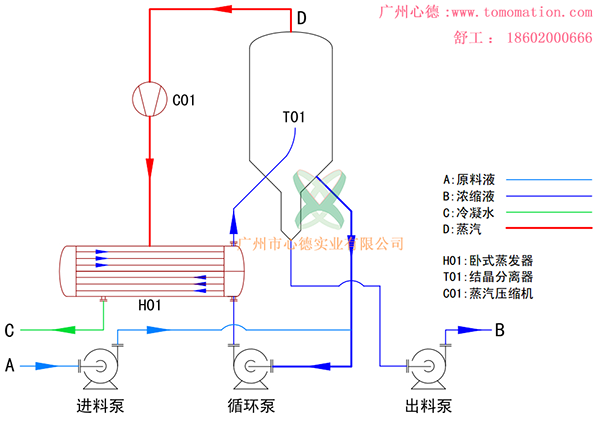 广州心德:www.tomomation.com
舒工：18602000666
D
C01
T01
A:原料液
B:浓缩液
C:冷凝水
D:蒸汽
广州市心德实业有限公司
H01:卧式蒸发器
T01:结晶分离器
C01:蒸汽压缩机
H01
C
B
A
进料泵
循环泵
出料泵